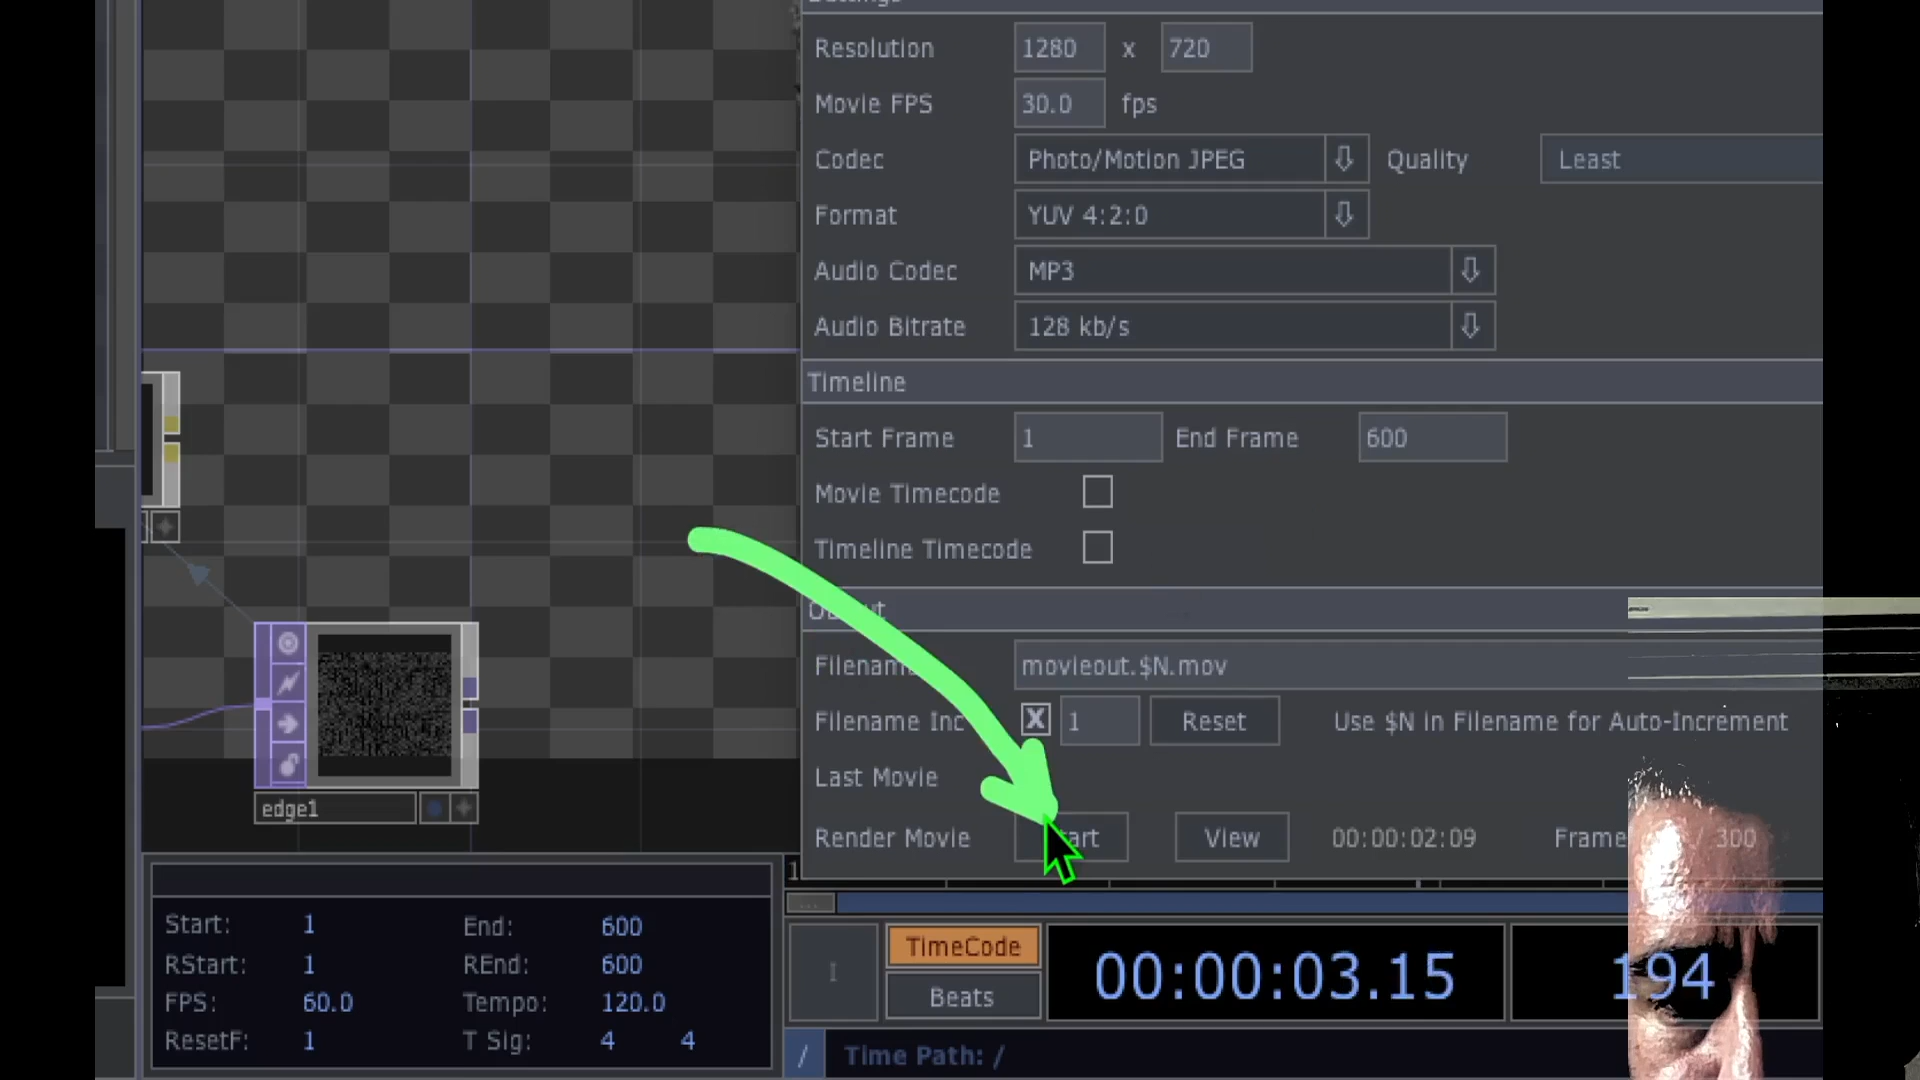 Resolution 1280 x 720
Movie FPS 30.0 fps
Codec Photo/Motion JPEG Quality Least
Format YUV 4:2:0
Audio Codec MP3
Audio Bitrate 128 kb/s
Timeline
Start Frame 1 End Frame 600
Movie Timecode
Timeline Timecode
Filename movieout.$N.mov
Filename Inc X 1 Reset Use $N in Filename for Auto-Increment
Last Movie
Render Movie Start View 00:00:02:09 Frame 300
edge1
Start: 1 End: 600
RStart: 1 REnd: 600
FPS: 60.0 Tempo: 120.0
ResetF: 1 T Sig: 4 4
TimeCode
Beats
00:00:03.15 194
/ Time Path: /